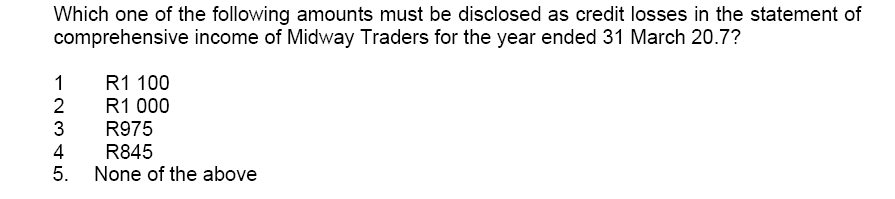 Which one of the following amounts must be disclosed as credit losses in the statement of
comprehensive income of Midway Traders for the year ended 31 March 20.7?
1 R1 100
2 R1 000
3 R975
4 R845
5. None of the above